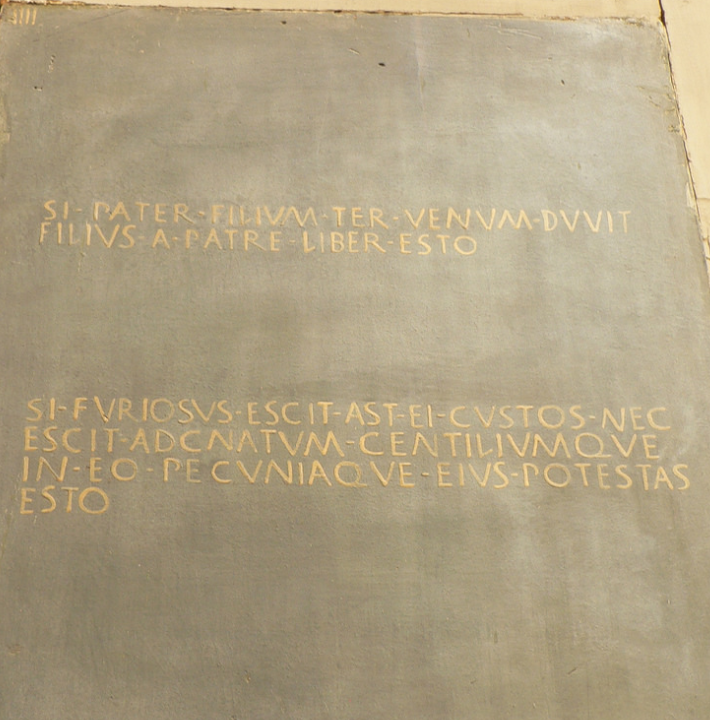 IIII
SI-PATER-FILIVM-TER-VENVM-DVVIT
FILIVS-A-PATRE-LIBER-ESTO
SI-FVRIOSVS-ESCIT-AST-EI-CVSTOS-NEC
ESCIT-ADCNATVM-CENTILIVMQVE
IN-EO-PECVNIAQVE-EIVS-POTESTAS
ESTO